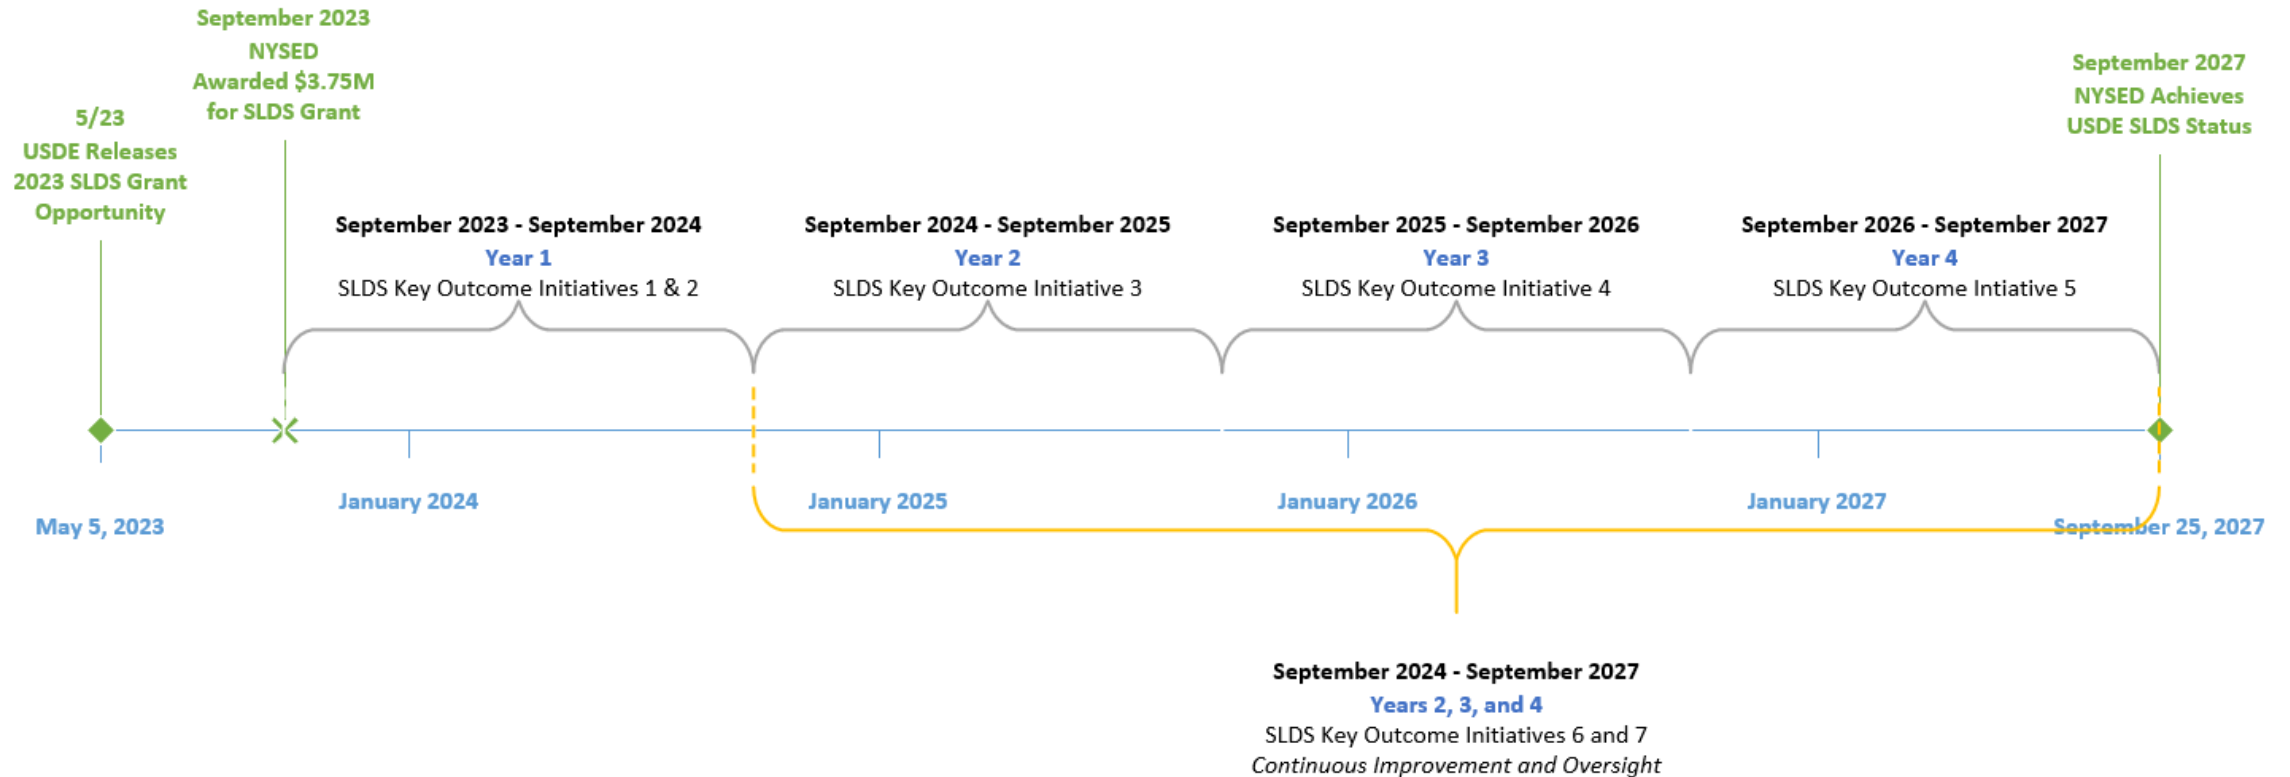 September 2023
NYSED
Awarded $3.75M
for SLDS Grant
5/23
USDE Releases
2023 SLDS Grant
Opportunity
September 2027
NYSED Achieves
USDE SLDS Status
September 2023 - September 2024
Year 1
SLDS Key Outcome Initiatives 1 & 2
September 2024 - September 2025
Year 2
SLDS Key Outcome Initiative 3
September 2025 - September 2026
Year 3
SLDS Key Outcome Initiative 4
September 2026 - September 2027
Year 4
SLDS Key Outcome Intiative 5
May 5, 2023
January 2024
January 2025
January 2026
January 2027
September 25, 2027
September 2024 - September 2027
Years 2, 3, and 4
SLDS Key Outcome Initiatives 6 and 7
Continuous Improvement and Oversight